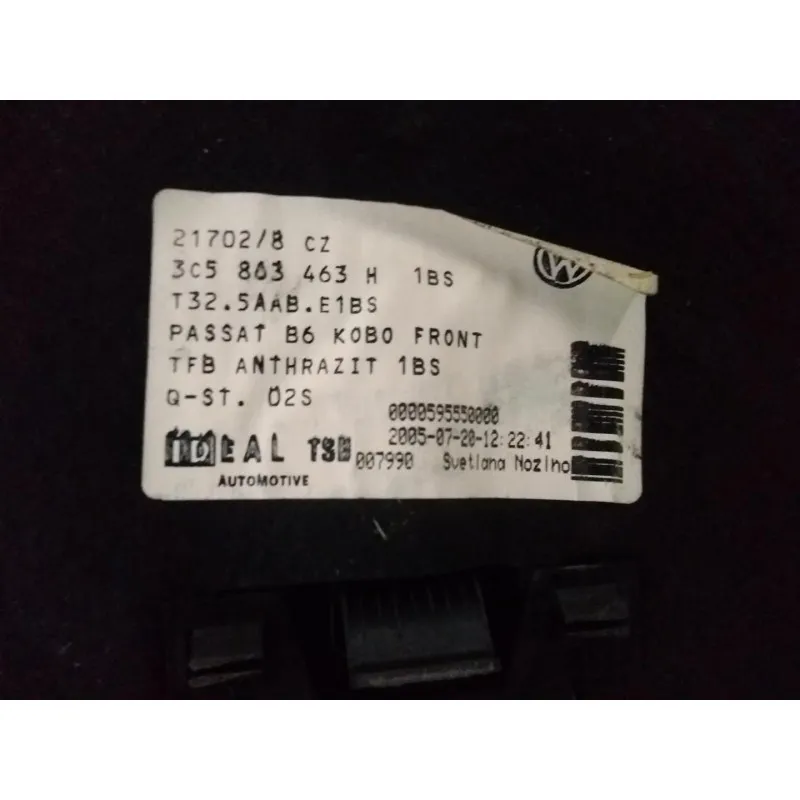 21702/8 CZ
3C5 863 463 H 1BS
T32.5AAB.E1BS
PASSAT B6 KOBO FRONT
TFB ANTHRAZIT 1BS
Q-ST. 02S
0000595550000
2005-07-20-12:22:41
IDEAL TSB 007990 Svetlana Nozino
AUTOMOTIVE